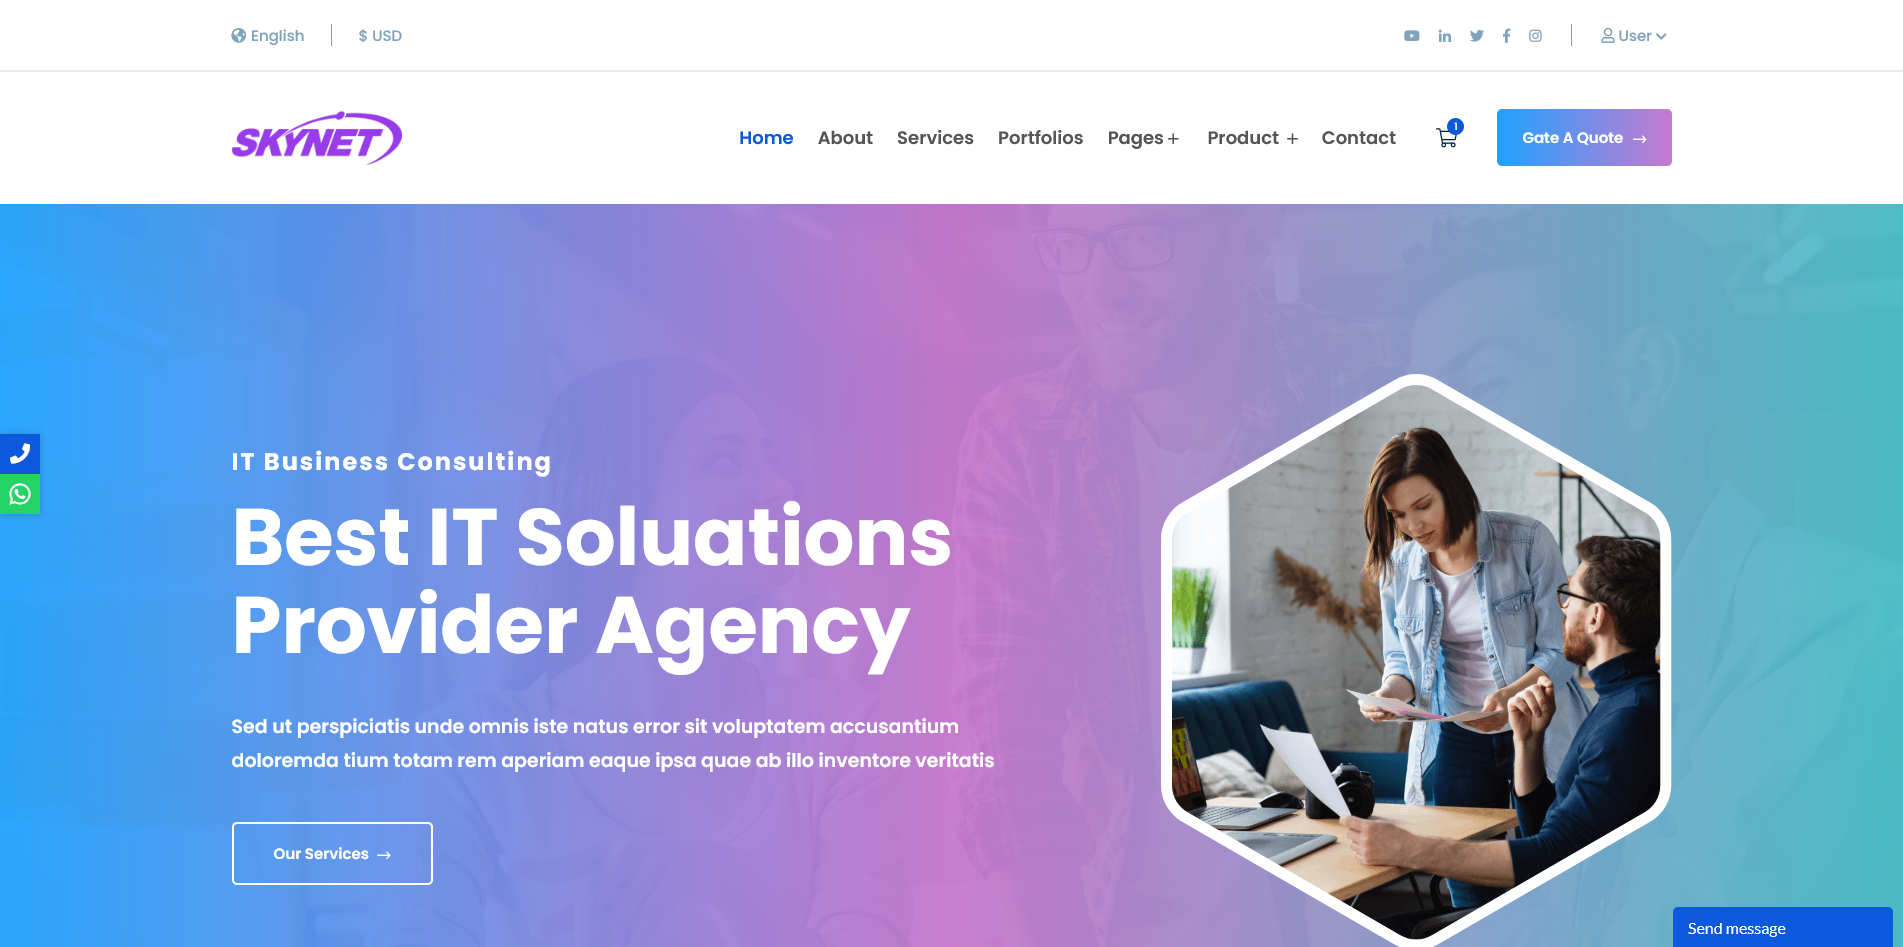 English
$ USD
User
SKYNET
Home
About
Services
Portfolios
Pages +
Product +
Contact
1
Gate A Quote →
IT Business Consulting
Best IT Soluations
Provider Agency
Sed ut perspiciatis unde omnis iste natus error sit voluptatem accusantium
doloremda tium totam rem aperiam eaque ipsa quae ab illo inventore veritatis
Our Services →
Send message